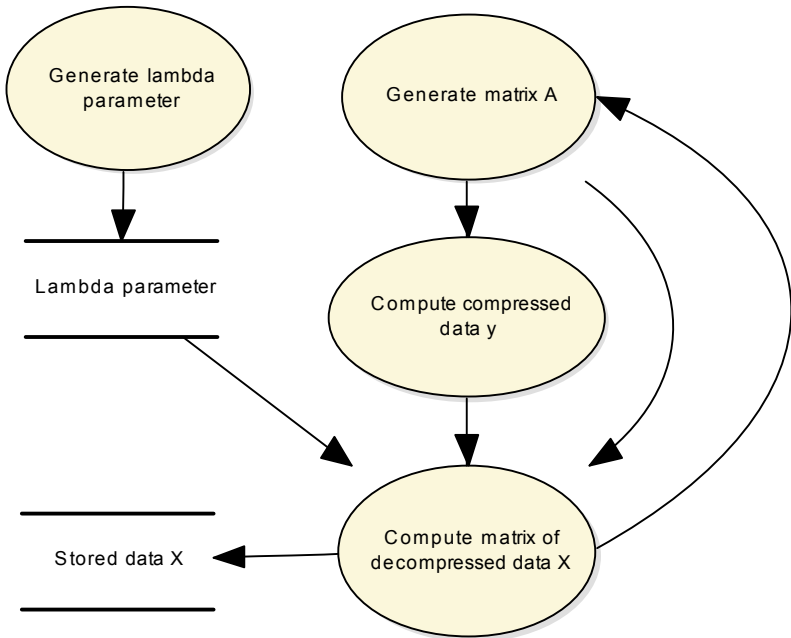 Generate lambda
parameter
Generate matrix A
Lambda parameter
Compute compressed
data y
Stored data X
Compute matrix of
decompressed data X